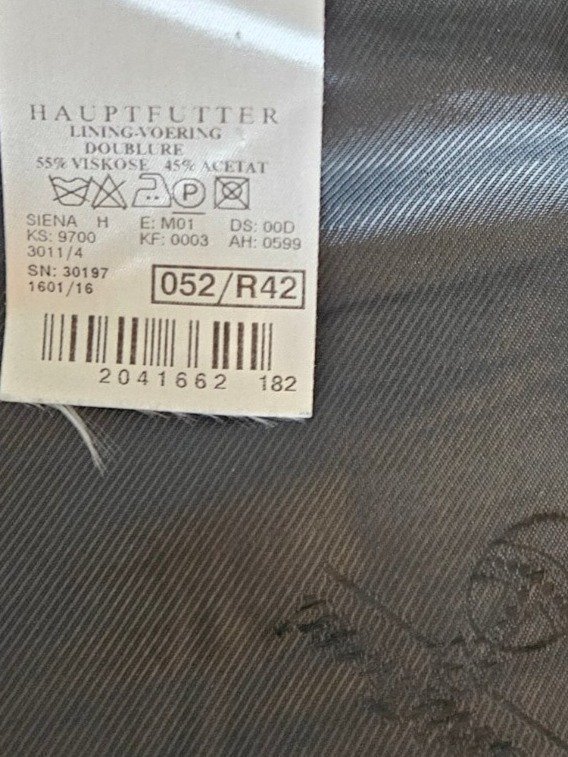 HAUPTFUTTER
LINING-VOERING
DOUBLURE
55% VISKOSE 45% ACETAT
P
SIENA H E: M01 DS: 00D
KS: 9700 KF: 0003 AH: 0599
3011/4
SN: 30197
1601/16
052/R42
2041662 182